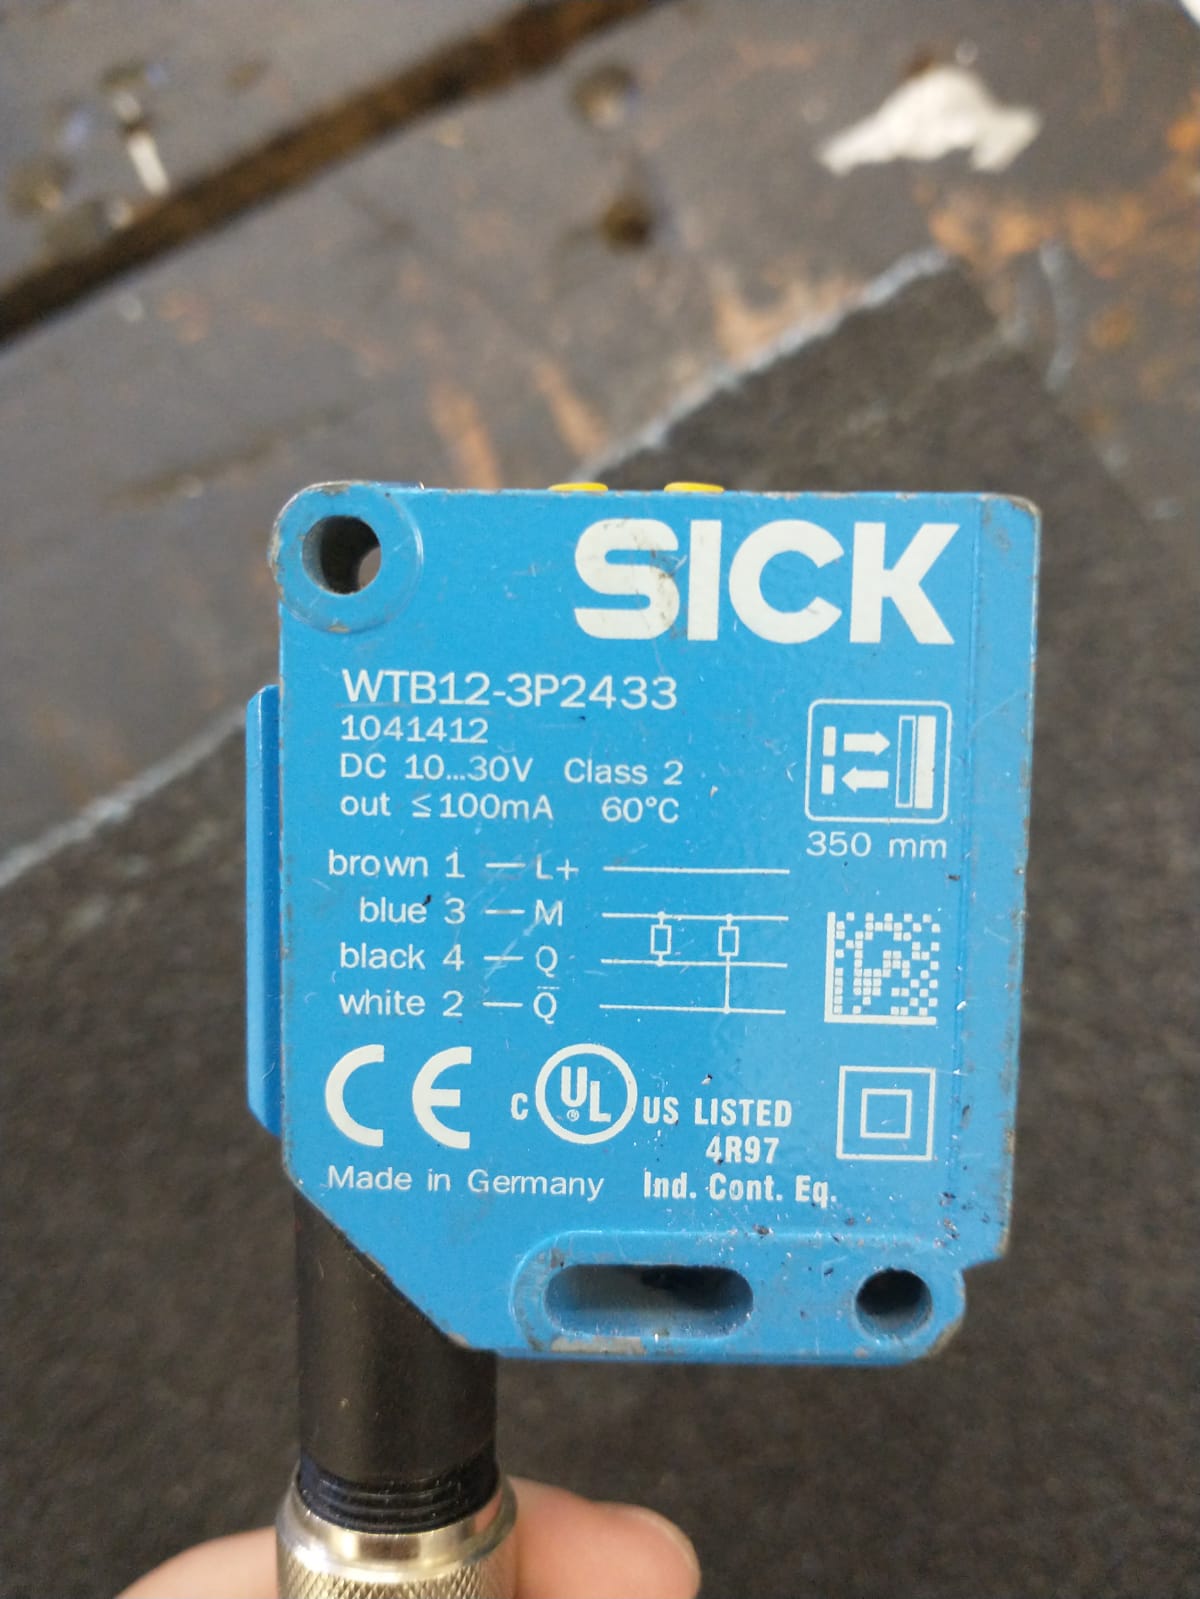 SICK
WTB12-3P2433
1041412
DC 10...30V Class 2
out ≤100mA 60°C
350 mm
brown 1 — L+
blue 3 — M
black 4 — Q
white 2 — Q̅
CE
C UL ® US LISTED
4R97
Made in Germany Ind. Cont. Eq.